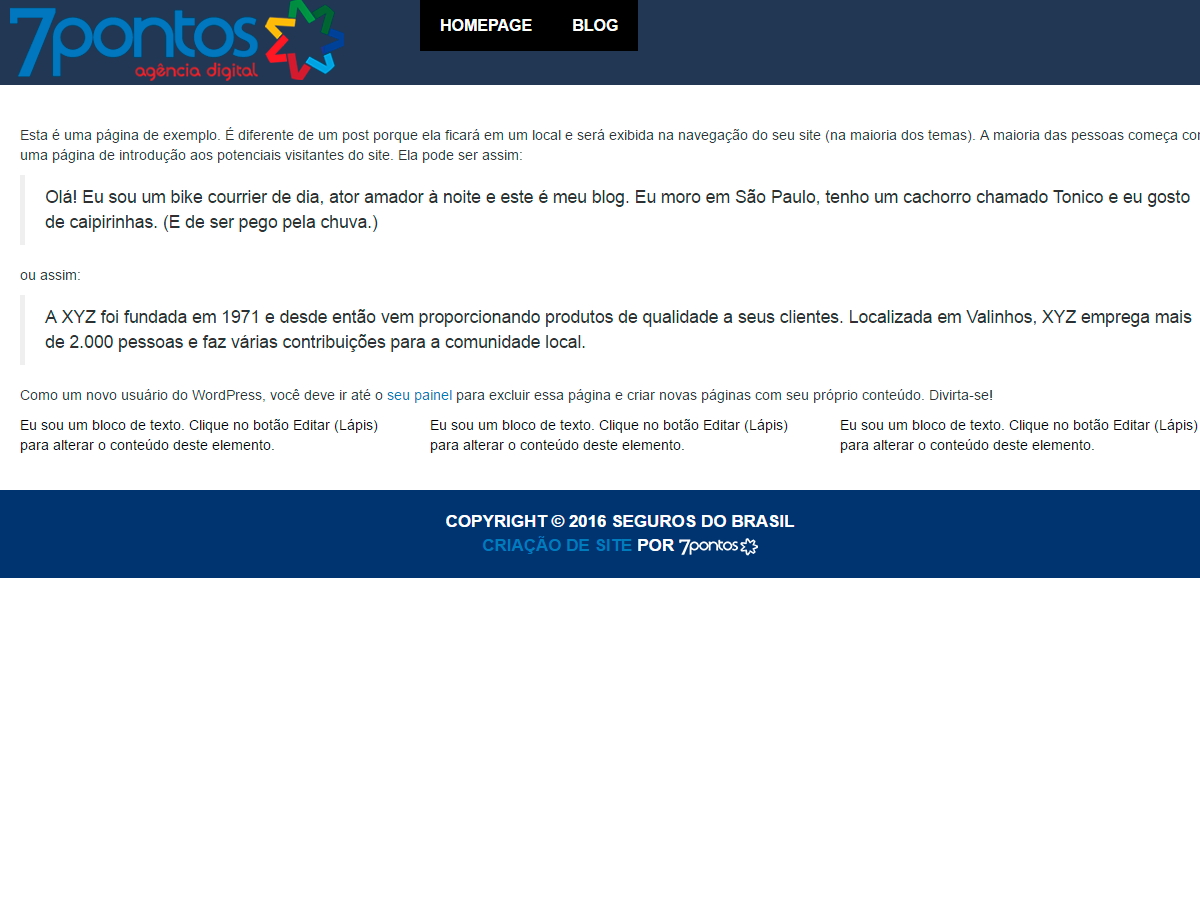 7pontos
agência digital
HOMEPAGE BLOG
Esta é uma página de exemplo. É diferente de um post porque ela ficará em um local e será exibida na navegação do seu site (na maioria dos temas). A maioria das pessoas começa
uma página de introdução aos potenciais visitantes do site. Ela pode ser assim:
Olá! Eu sou um bike courrier de dia, ator amador à noite e este é meu blog. Eu moro em São Paulo, tenho um cachorro chamado Tonico e eu gosto
de caipirinhas. (E de ser pego pela chuva.)
ou assim:
A XYZ foi fundada em 1971 e desde então vem proporcionando produtos de qualidade a seus clientes. Localizada em Valinhos, XYZ emprega mais
de 2.000 pessoas e faz várias contribuições para a comunidade local.
Como um novo usuário do WordPress, você deve ir até o seu painel para excluir essa página e criar novas páginas com seu próprio conteúdo. Divirta-se!
Eu sou um bloco de texto. Clique no botão Editar (Lápis)
para alterar o conteúdo deste elemento.
Eu sou um bloco de texto. Clique no botão Editar (Lápis)
para alterar o conteúdo deste elemento.
Eu sou um bloco de texto. Clique no botão Editar (Lápis)
para alterar o conteúdo deste elemento.
COPYRIGHT © 2016 SEGUROS DO BRASIL
CRIAÇÃO DE SITE POR 7pontos